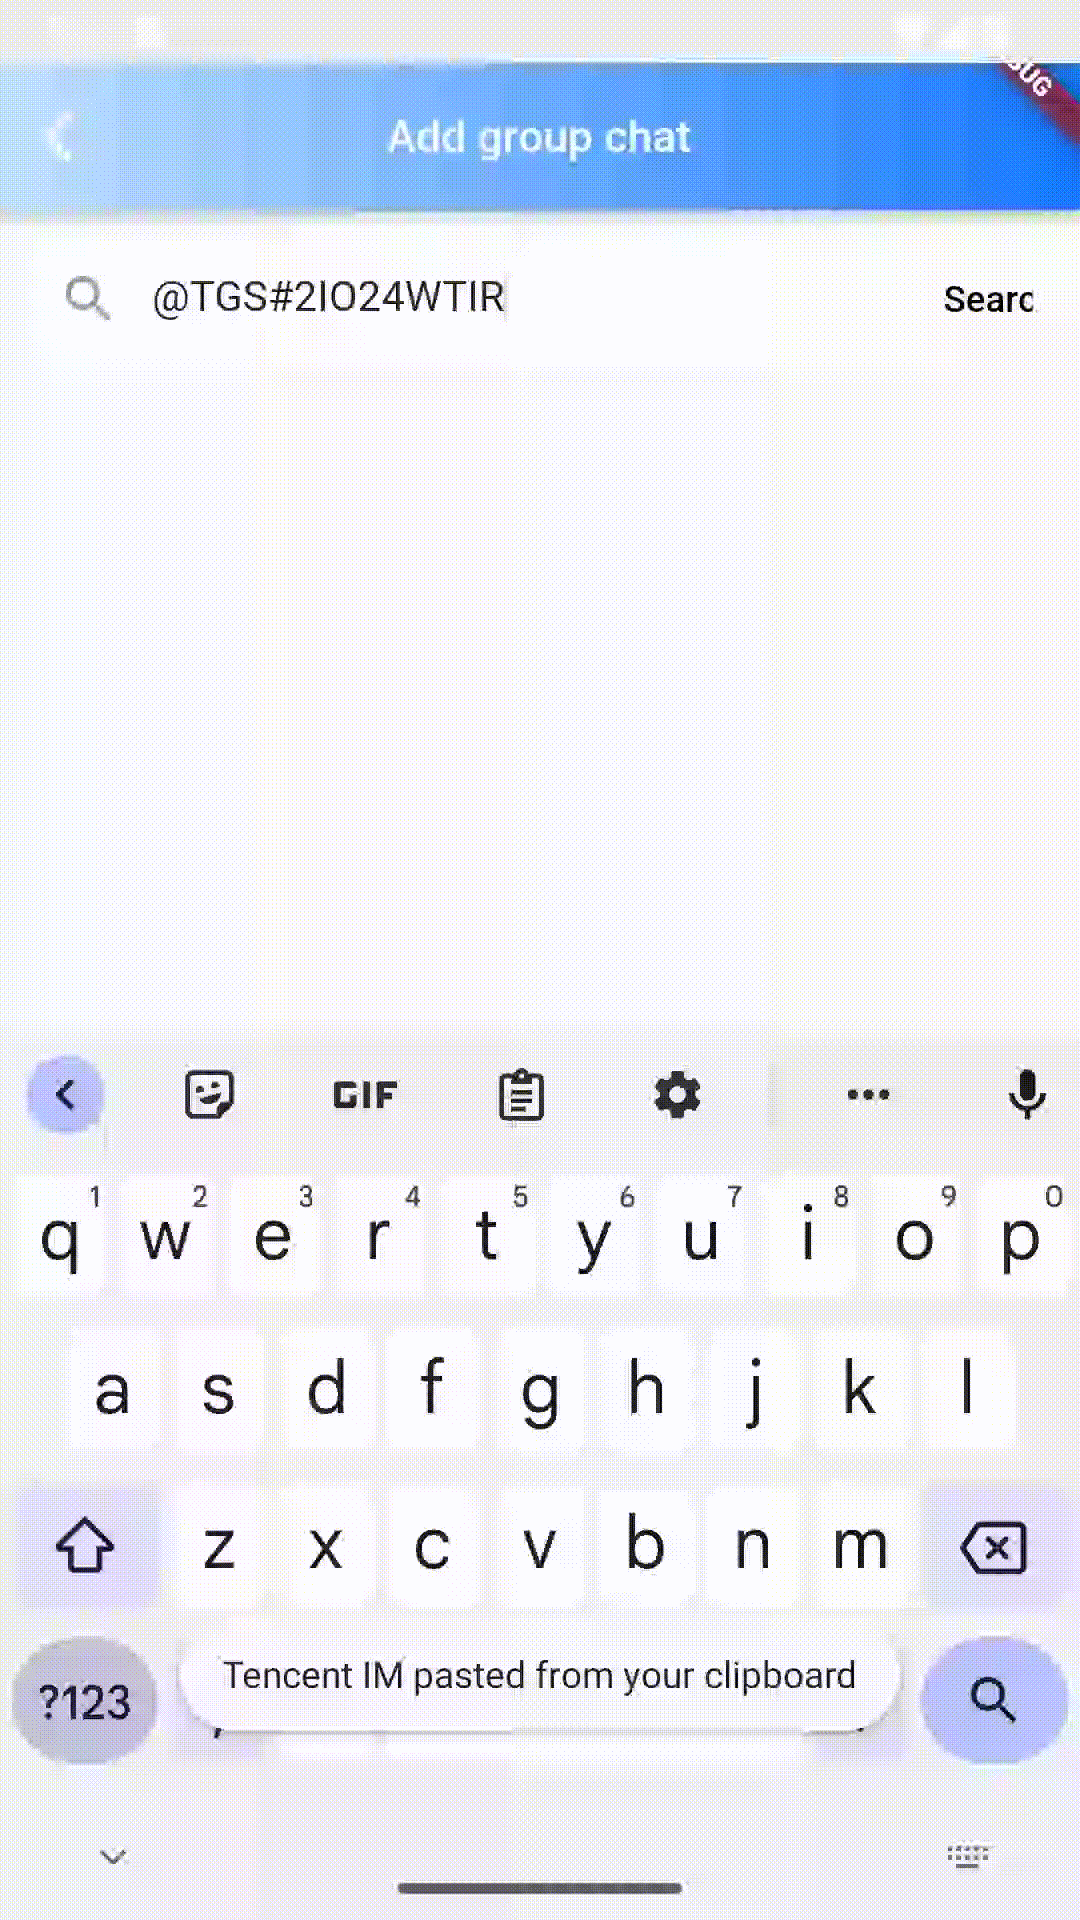 UG
Add group chat
@TGS#2IO24WTIR
Searc
GIF
1 2 3 4 5 6 7 8 9 0
q w e r t y u i o p
a s d f g h j k l
z x c v b n m
?123
Tencent IM pasted from your clipboard